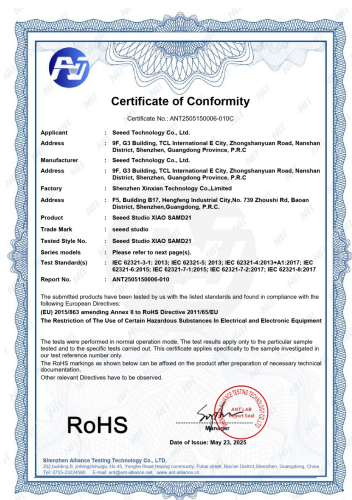 Certificate of Conformity
Certificate No.: ANT2505150006-010C
Applicant : Seeed Technology Co., Ltd.
Address : 9F, G3 Building, TCL International E City, Zhongshanyuan Road, Nanshan
District, Shenzhen, Guangdong Province, P.R.C
Manufacturer : Seeed Technology Co., Ltd.
Address : 9F, G3 Building, TCL International E City, Zhongshanyuan Road, Nanshan
District, Shenzhen, Guangdong Province, P.R.C
Factory : Shenzhen Xinxian Technology Co.,Limited
Address : F5, Building B17, Hengfeng Industrial City,No. 739 Zhoushi Rd, Baoan
District, Shenzhen,Guangdong, P.R.C.
Product : Seeed Studio XIAO SAMD21
Trade Mark : seeed studio
Tested Style No. : Seeed Studio XIAO SAMD21
Series models : Please refer to next page(s).
Test Standard(s) : IEC 62321-3-1: 2013; IEC 62321-5: 2013; IEC 62321-4:2013+A1:2017; IEC
62321-6:2015; IEC 62321-7-1:2015; IEC 62321-7-2:2017; IEC 62321-8:2017
Report No. : ANT2505150006-010
The submitted products have been tested by us with the listed standards and found in compliance with the
following European Directives:
(EU) 2015/863 amending Annex II to RoHS Directive 2011/65/EU
The Restriction of The Use of Certain Hazardous Substances In Electrical and Electronic Equipment
The tests were performed in normal operation mode. The test results apply only to the particular sample
tested and to the specific tests carried out. This certificate applies specifically to the sample investigated in
our test reference number only.
The RoHS markings as shown below can be affixed on the product after preparation of necessary technical
documentation.
Other relevant Directives have to be observed.
RoHS
ANT LAB
Report Seal
Manager
Date of Issue: May 23, 2025
Shenzhen Alliance Testing Technology Co., LTD.